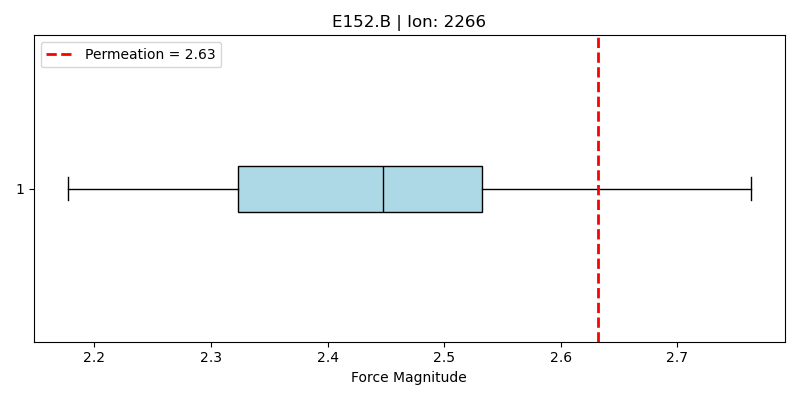 E152.B | Ion: 2266
Permeation = 2.63
1
2.2 2.3 2.4 2.5 2.6 2.7
Force Magnitude